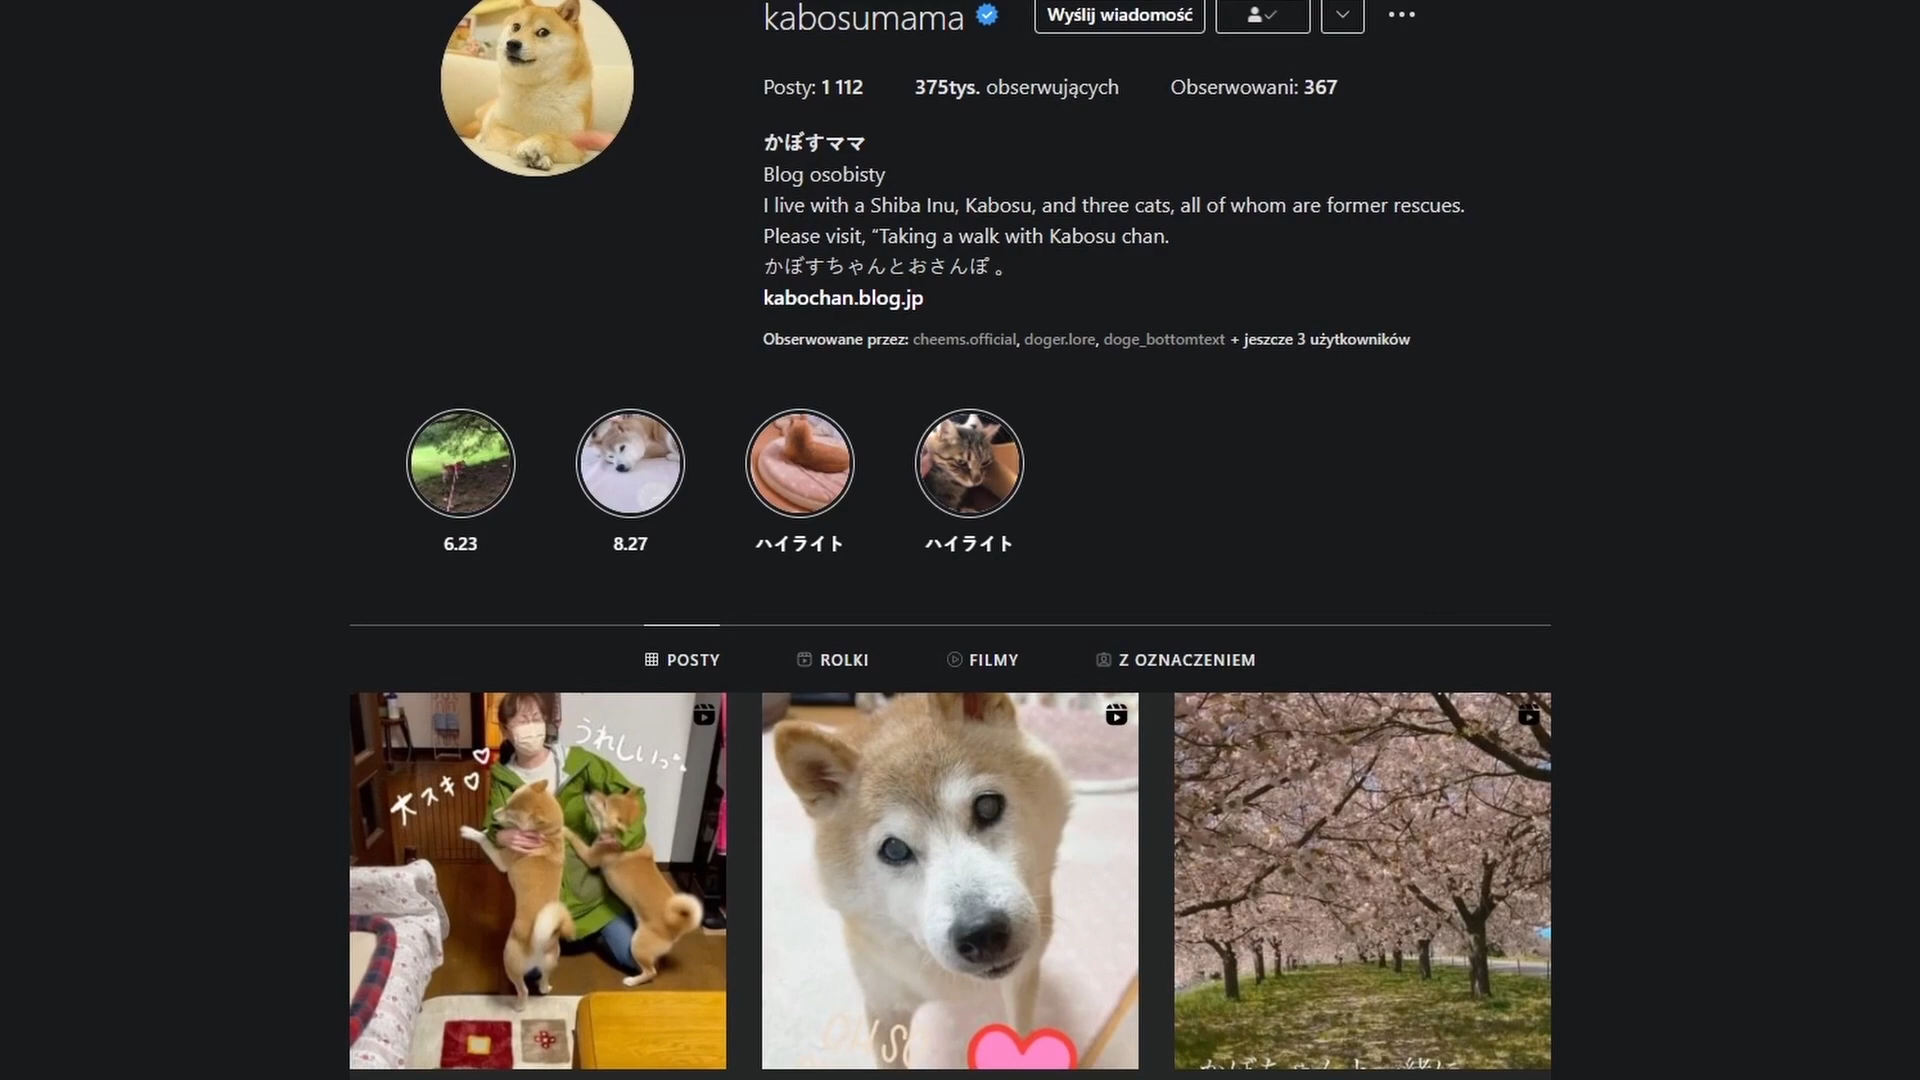 kabosumama
Wyślij wiadomość
Posty: 1 112 375tys. obserwujących Obserwowani: 367
かぼすママ
Blog osobisty
I live with a Shiba Inu, Kabosu, and three cats, all of whom are former rescues.
Please visit, “Taking a walk with Kabosu chan.
かぼすちゃんとおさんぽ 。
kabochan.blog.jp
Obserwowane przez: cheems.official, doger.lore, doge_bottomtext + jeszcze 3 użytkowników
6.23 8.27 ハイライト ハイライト
POSTY ROLKI FILMY Z OZNACZENIEM
うれしいっ
大スキ♡